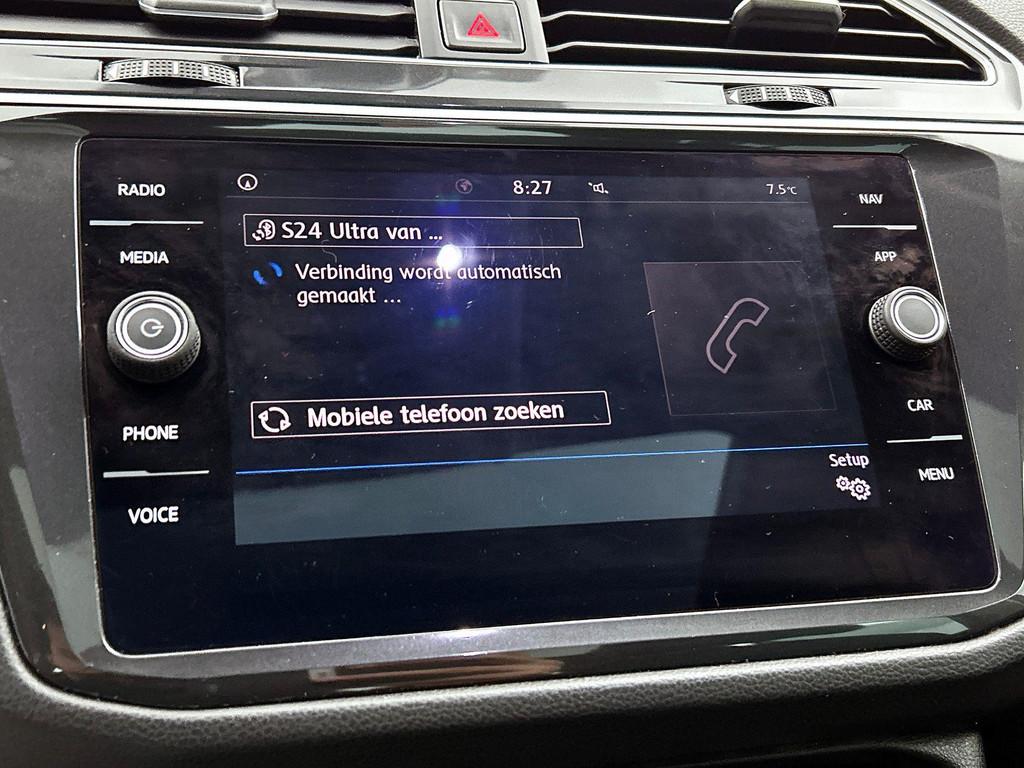 RADIO
MEDIA
PHONE
VOICE
8:27
7.5°C
S24 Ultra van ...
Verbinding wordt automatisch
gemaakt ...
Mobiele telefoon zoeken
Setup
NAV
APP
CAR
MENU